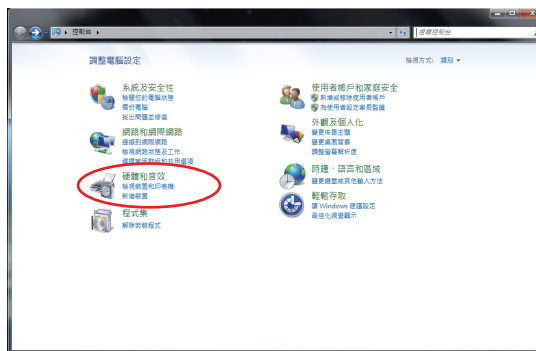 控制台
搜尋控制台
調整電腦設定
檢視方式: 類別
系統及安全性
檢視您的電腦狀態
備份電腦
找出問題並修復
網路和網際網路
連線到網際網路
檢視網路狀態及工作
選擇家用群組和共用選項
硬體和音效
檢視裝置和印表機
新增裝置
程式集
解除安裝程式
使用者帳戶和家庭安全
新增或移除使用者帳戶
為使用者設定家長監護
外觀及個人化
變更佈景主題
變更桌面背景
調整螢幕解析度
時鐘、語言和區域
變更鍵盤或其他輸入方法
輕鬆存取
讓 Windows 建議設定
最佳化視覺顯示